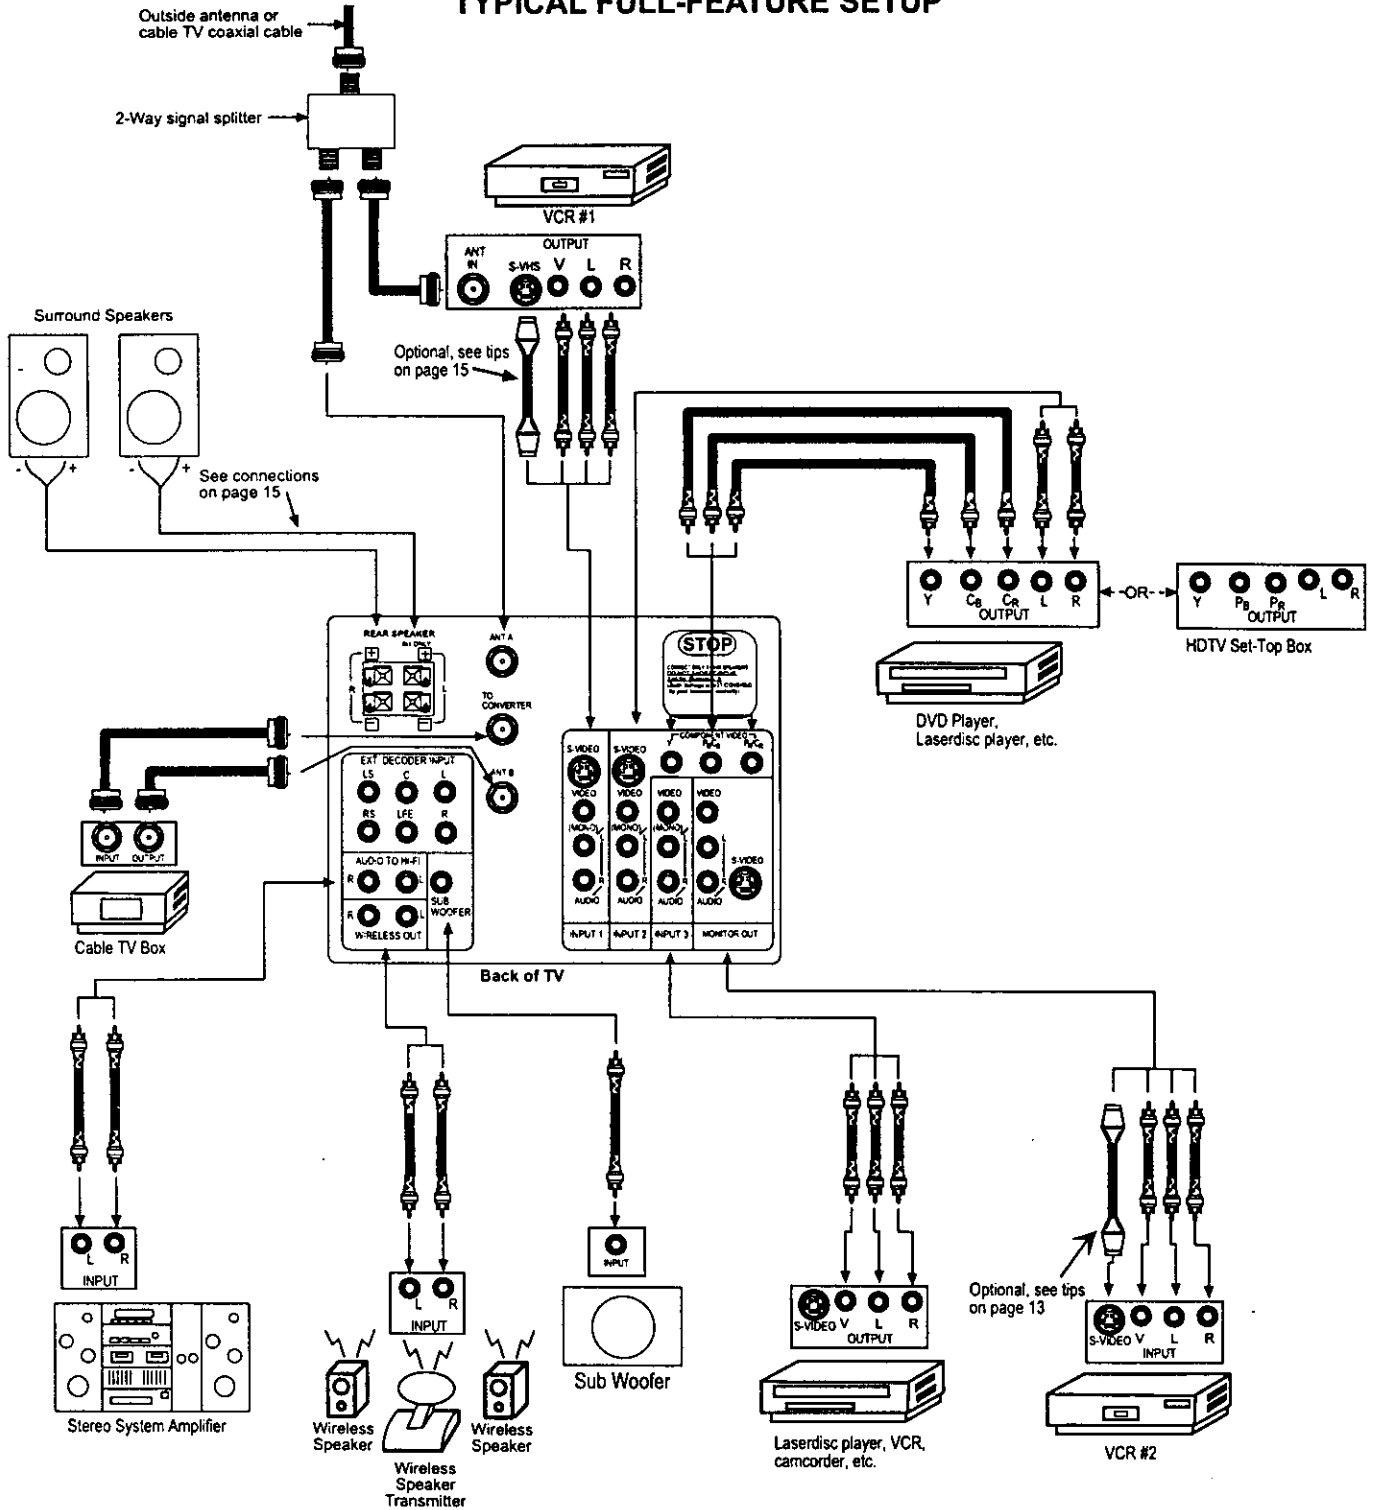 TYPICAL FULL-FEATURE SETUP
Outside antenna or
cable TV coaxial cable
2-Way signal splitter
VCR #1
OUTPUT
ANT
IN
S-VHS V L R
Surround Speakers
Optional, see tips
on page 15
- + - +
See connections
on page 15
Y CB CR L R
OUTPUT
-OR-
Y PB PR L R
OUTPUT
HDTV Set-Top Box
DVD Player,
Laserdisc player, etc.
REAR SPEAKER
8Ω ONLY
+ +
R L
- -
ANT A
TO
CONVERTER
ANT B
STOP
COMPONENT VIDEO
Y PB/CB PR/CR
S-VIDEO S-VIDEO
VIDEO VIDEO VIDEO VIDEO
(MONO) (MONO) (MONO)
L L L L
R R R R
S-VIDEO
AUDIO AUDIO AUDIO AUDIO
INPUT 1 INPUT 2 INPUT 3 MONITOR OUT
EXT DECODER INPUT
LS C L
RS LFE R
AUDIO TO HI-FI
R L
SUB
WOOFER
R L
WIRELESS OUT
INPUT OUTPUT
Cable TV Box
Back of TV
L R
INPUT
Stereo System Amplifier
L R
INPUT
Wireless
Speaker
Wireless
Speaker
Transmitter
Wireless
Speaker
INPUT
Sub Woofer
S-VIDEO V L R
OUTPUT
Laserdisc player, VCR,
camcorder, etc.
Optional, see tips
on page 13
S-VIDEO V L R
INPUT
VCR #2